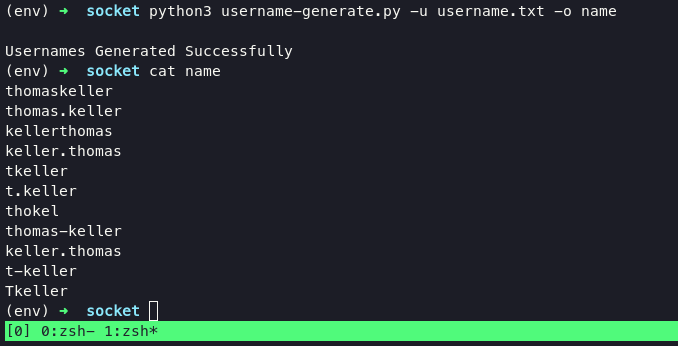 (env) ➜  socket python3 username-generate.py -u username.txt -o name
Usernames Generated Successfully
(env) ➜  socket cat name
thomaskeller
thomas.keller
kellerthomas
keller.thomas
tkeller
t.keller
thokel
thomas-keller
keller.thomas
t-keller
Tkeller
(env) ➜  socket
[0] 0:zsh- 1:zsh*